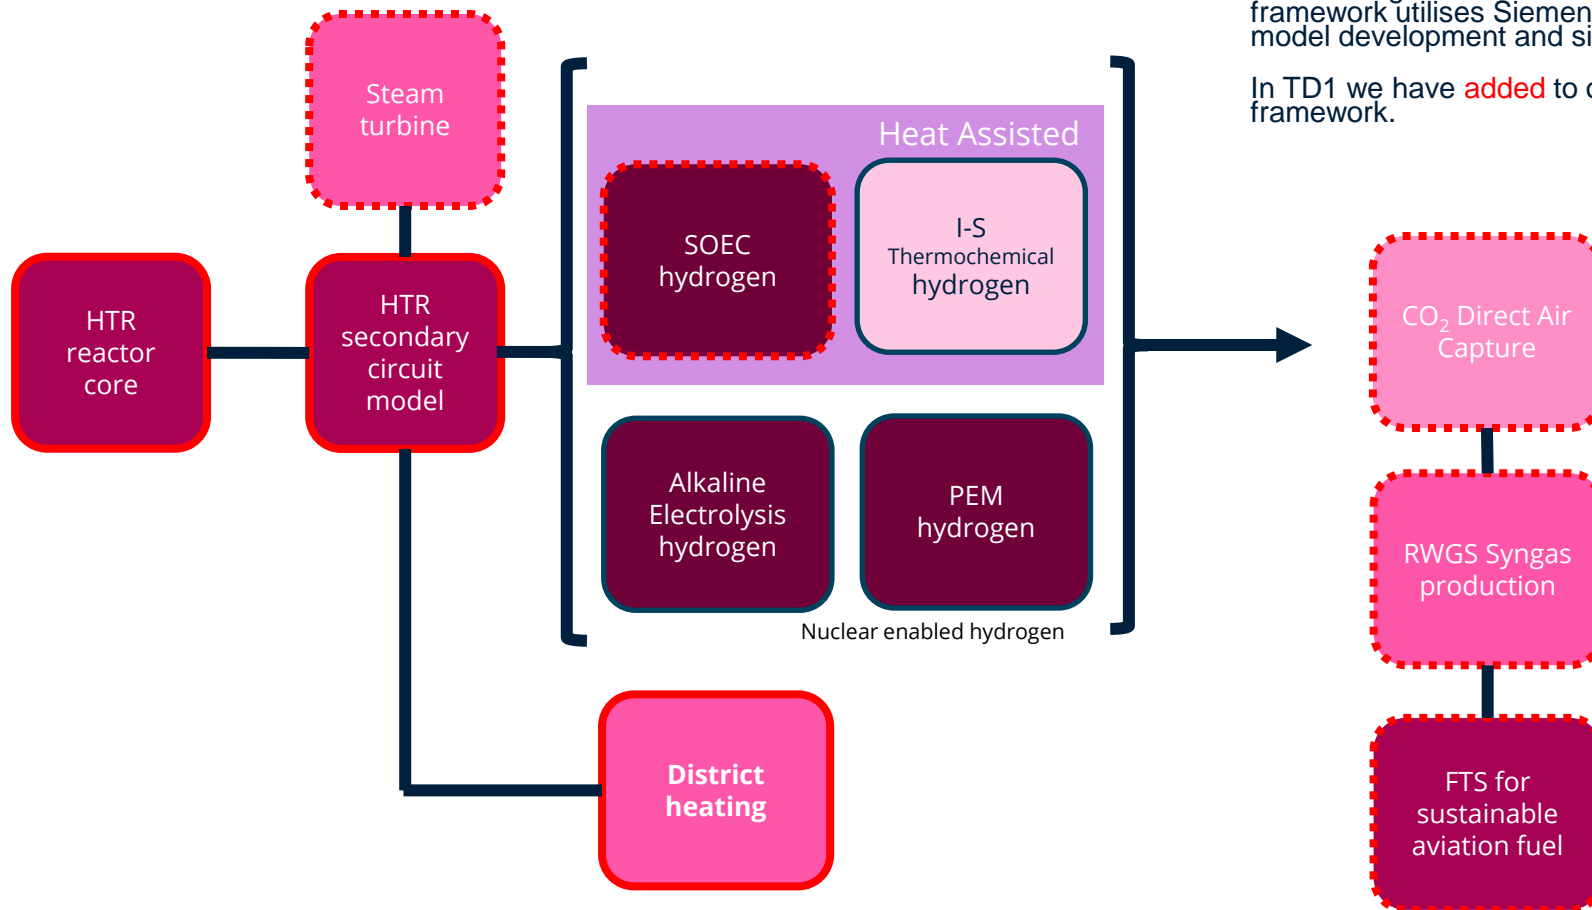 framework utilises Siemen
model development and si
In TD1 we have added to
framework.
Steam
turbine
Heat Assisted
SOEC
hydrogen
I-S
Thermochemical
hydrogen
HTR
reactor
core
HTR
secondary
circuit
model
CO₂ Direct Air
Capture
Alkaline
Electrolysis
hydrogen
PEM
hydrogen
RWGS Syngas
production
Nuclear enabled hydrogen
District
heating
FTS for
sustainable
aviation fuel